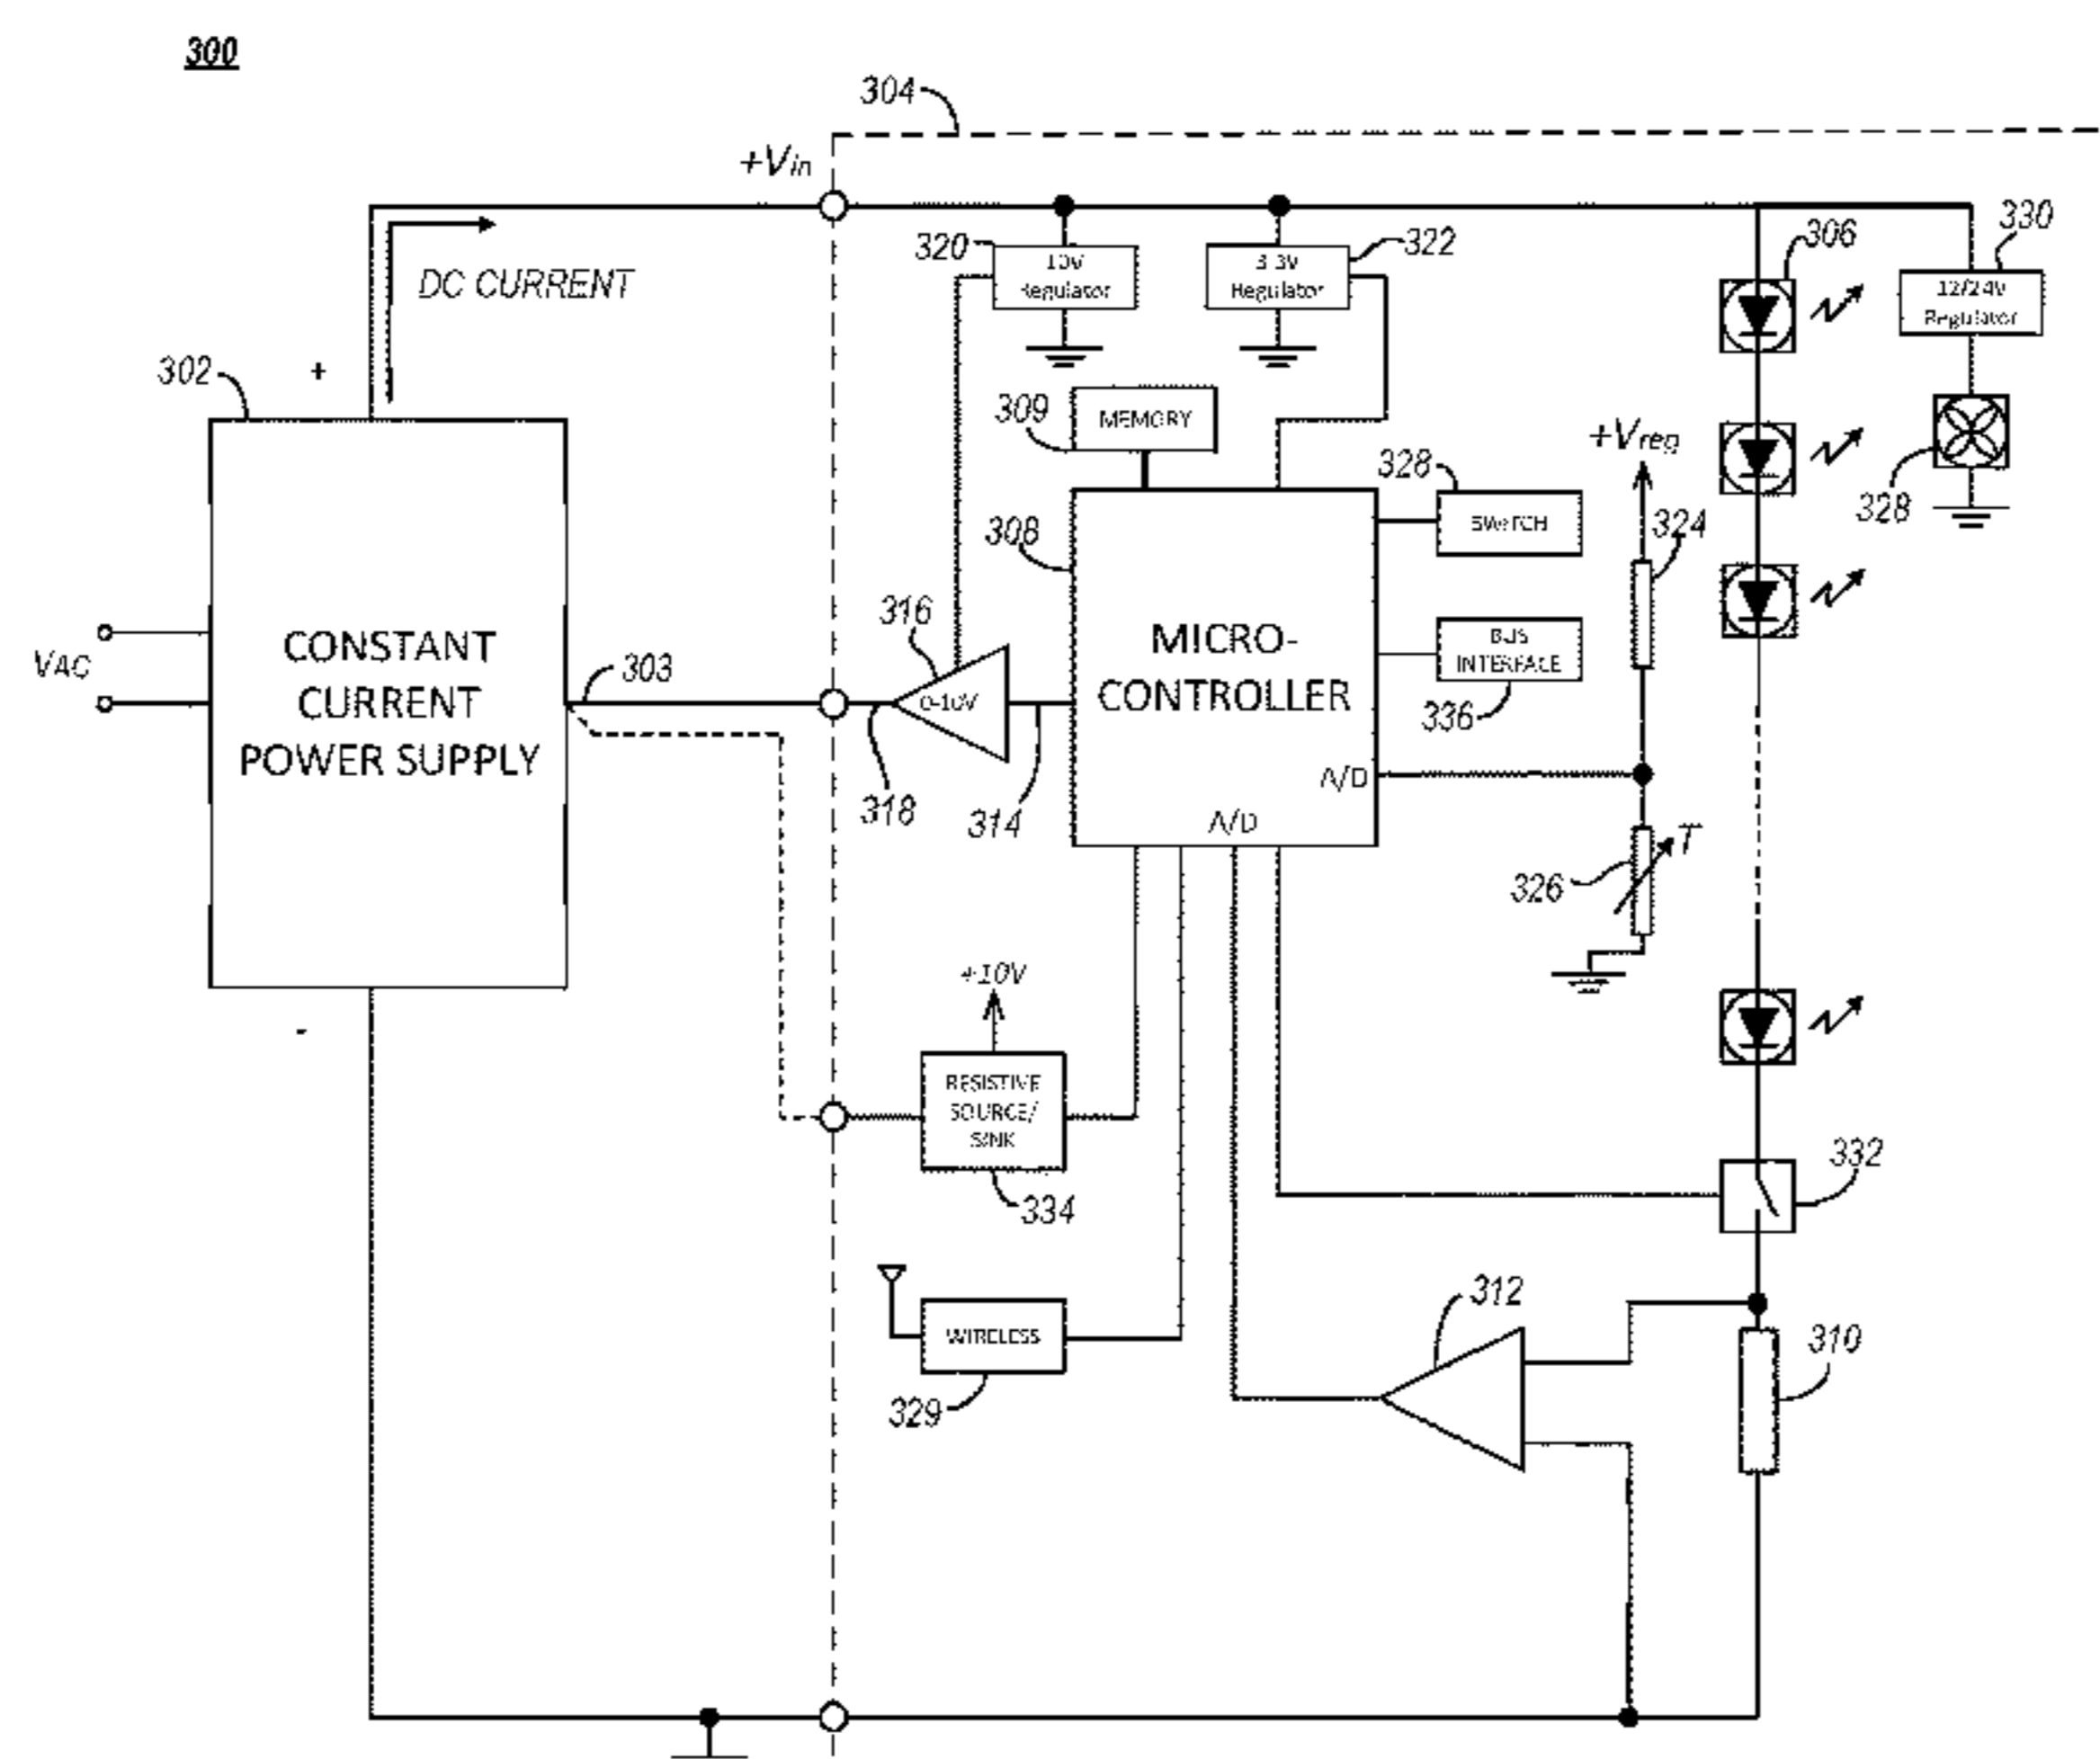 300
304
+Vin
DC CURRENT
320
10V
Regulator
322
3.3V
Regulator
306
330
12/24V
Regulator
302
+
309
MEMORY
+Vreg
328
328
SWITCH
324
308
316
0-10V
MICRO-
CONTROLLER
BUS
INTERFACE
336
VAC
CONSTANT
CURRENT
POWER SUPPLY
303
318
314
A/D
A/D
T
326
+10V
-
RESISTIVE
SOURCE/
SINK
334
332
WIRELESS
329
312
310